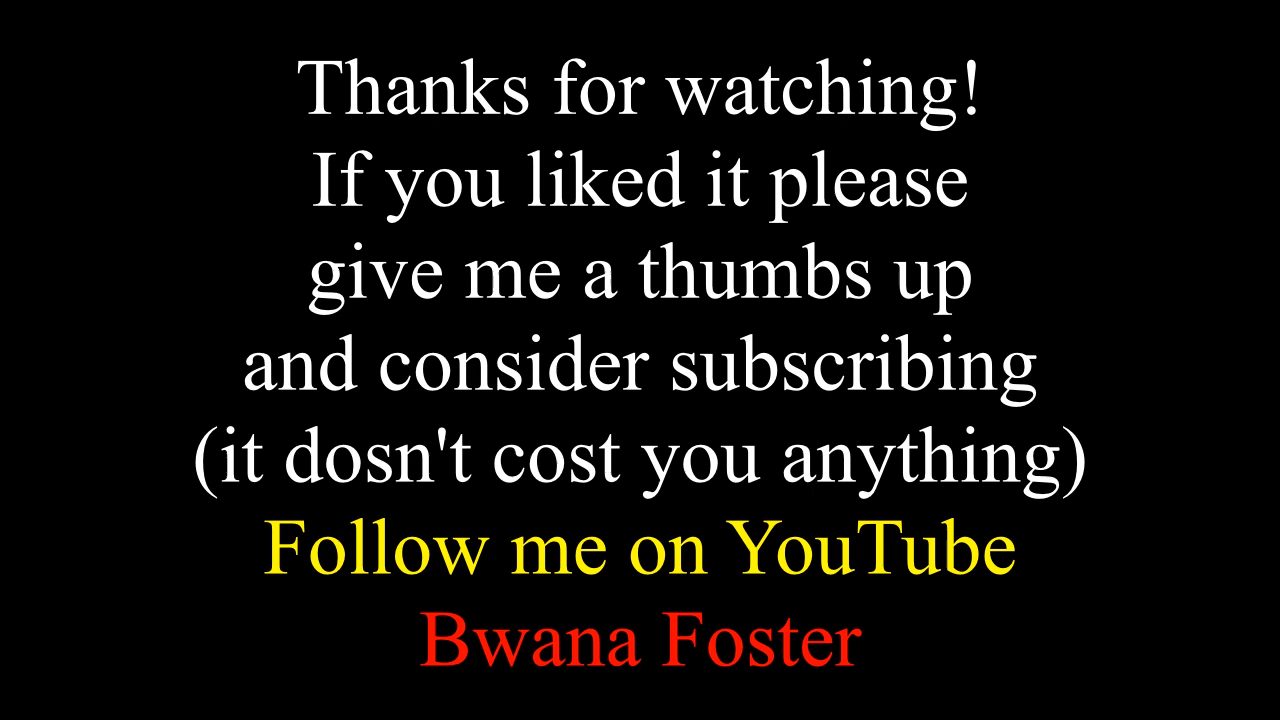 Thanks for watching!
If you liked it please
give me a thumbs up
and consider subscribing
(it dosn't cost you anything)
Follow me on YouTube
Bwana Foster